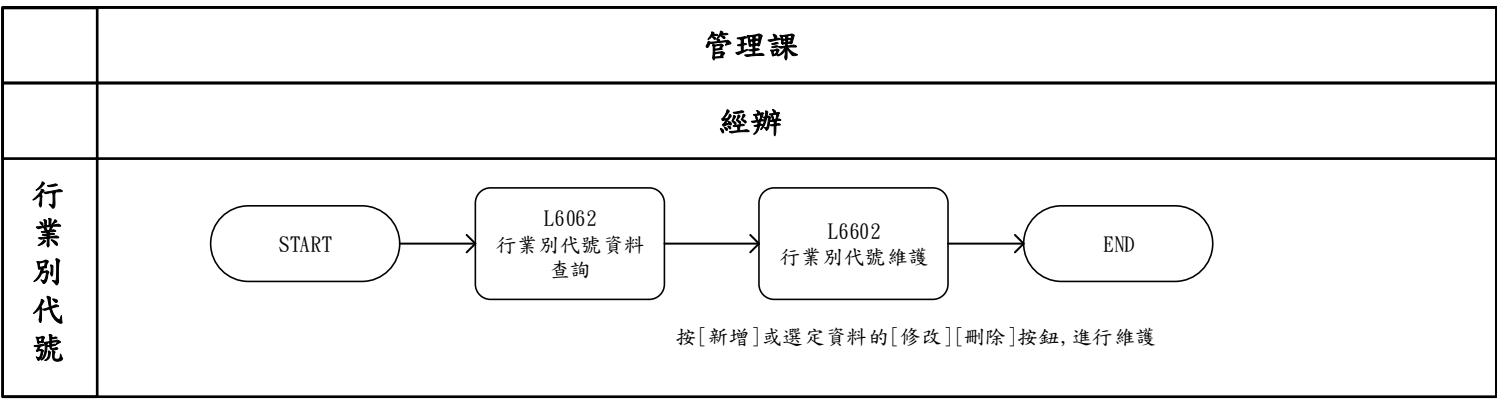 管理課
經辦
行業別代號
START
L6062
行業別代號資料
查詢
L6602
行業別代號維護
END
按[新增]或選定資料的[修改][刪除]按鈕,進行維護